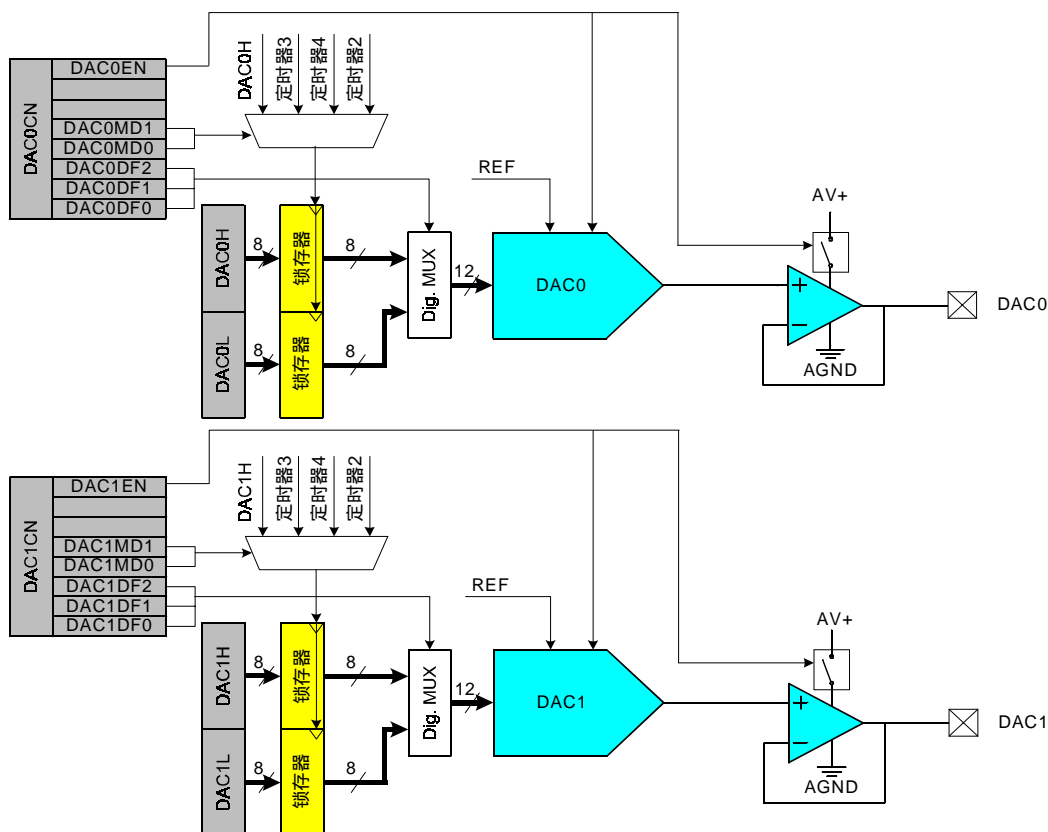 DAC0CN
DAC0EN
DAC0MD1
DAC0MD0
DAC0DF2
DAC0DF1
DAC0DF0
DAC0H
定时器3
定时器4
定时器2
DAC0H
8
锁存器
8
DAC0L
8
锁存器
8
Dig. MUX
12
REF
DAC0
AV+
+
−
AGND
DAC0
DAC1CN
DAC1EN
DAC1MD1
DAC1MD0
DAC1DF2
DAC1DF1
DAC1DF0
DAC1H
定时器3
定时器4
定时器2
DAC1H
8
锁存器
8
DAC1L
8
锁存器
8
Dig. MUX
12
REF
DAC1
AV+
+
−
AGND
DAC1